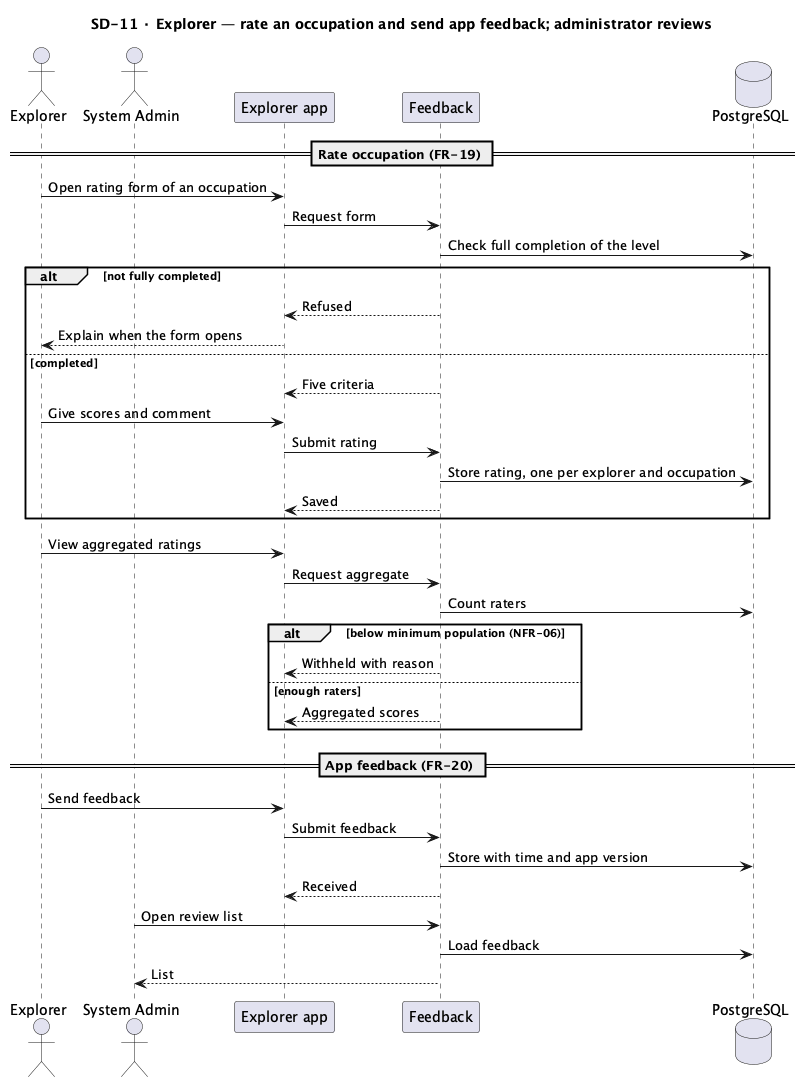 SD-11 · Explorer — rate an occupation and send app feedback; administrator reviews
Explorer
System Admin
Explorer app
Feedback
PostgreSQL
Rate occupation (FR-19)
Open rating form of an occupation
Request form
Check full completion of the level
alt
[not fully completed]
Refused
Explain when the form opens
[completed]
Five criteria
Give scores and comment
Submit rating
Store rating, one per explorer and occupation
Saved
View aggregated ratings
Request aggregate
Count raters
alt
[below minimum population (NFR-06)]
Withheld with reason
[enough raters]
Aggregated scores
App feedback (FR-20)
Send feedback
Submit feedback
Store with time and app version
Received
Open review list
Load feedback
List
Explorer
System Admin
Explorer app
Feedback
PostgreSQL